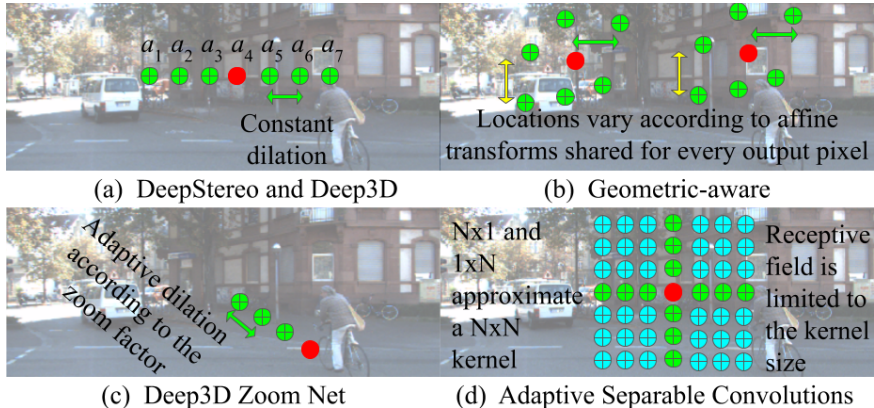 a1 a2 a3 a4 a5 a6 a7
Constant
dilation
Locations vary according to affine
transforms shared for every output pixel
(a) DeepStereo and Deep3D
(b) Geometric-aware
Adaptive dilation
according to the
zoom factor
Nx1 and
1xN
approximate
a NxN
kernel
Receptive
field is
limited to
the kernel
size
(c) Deep3D Zoom Net
(d) Adaptive Separable Convolutions